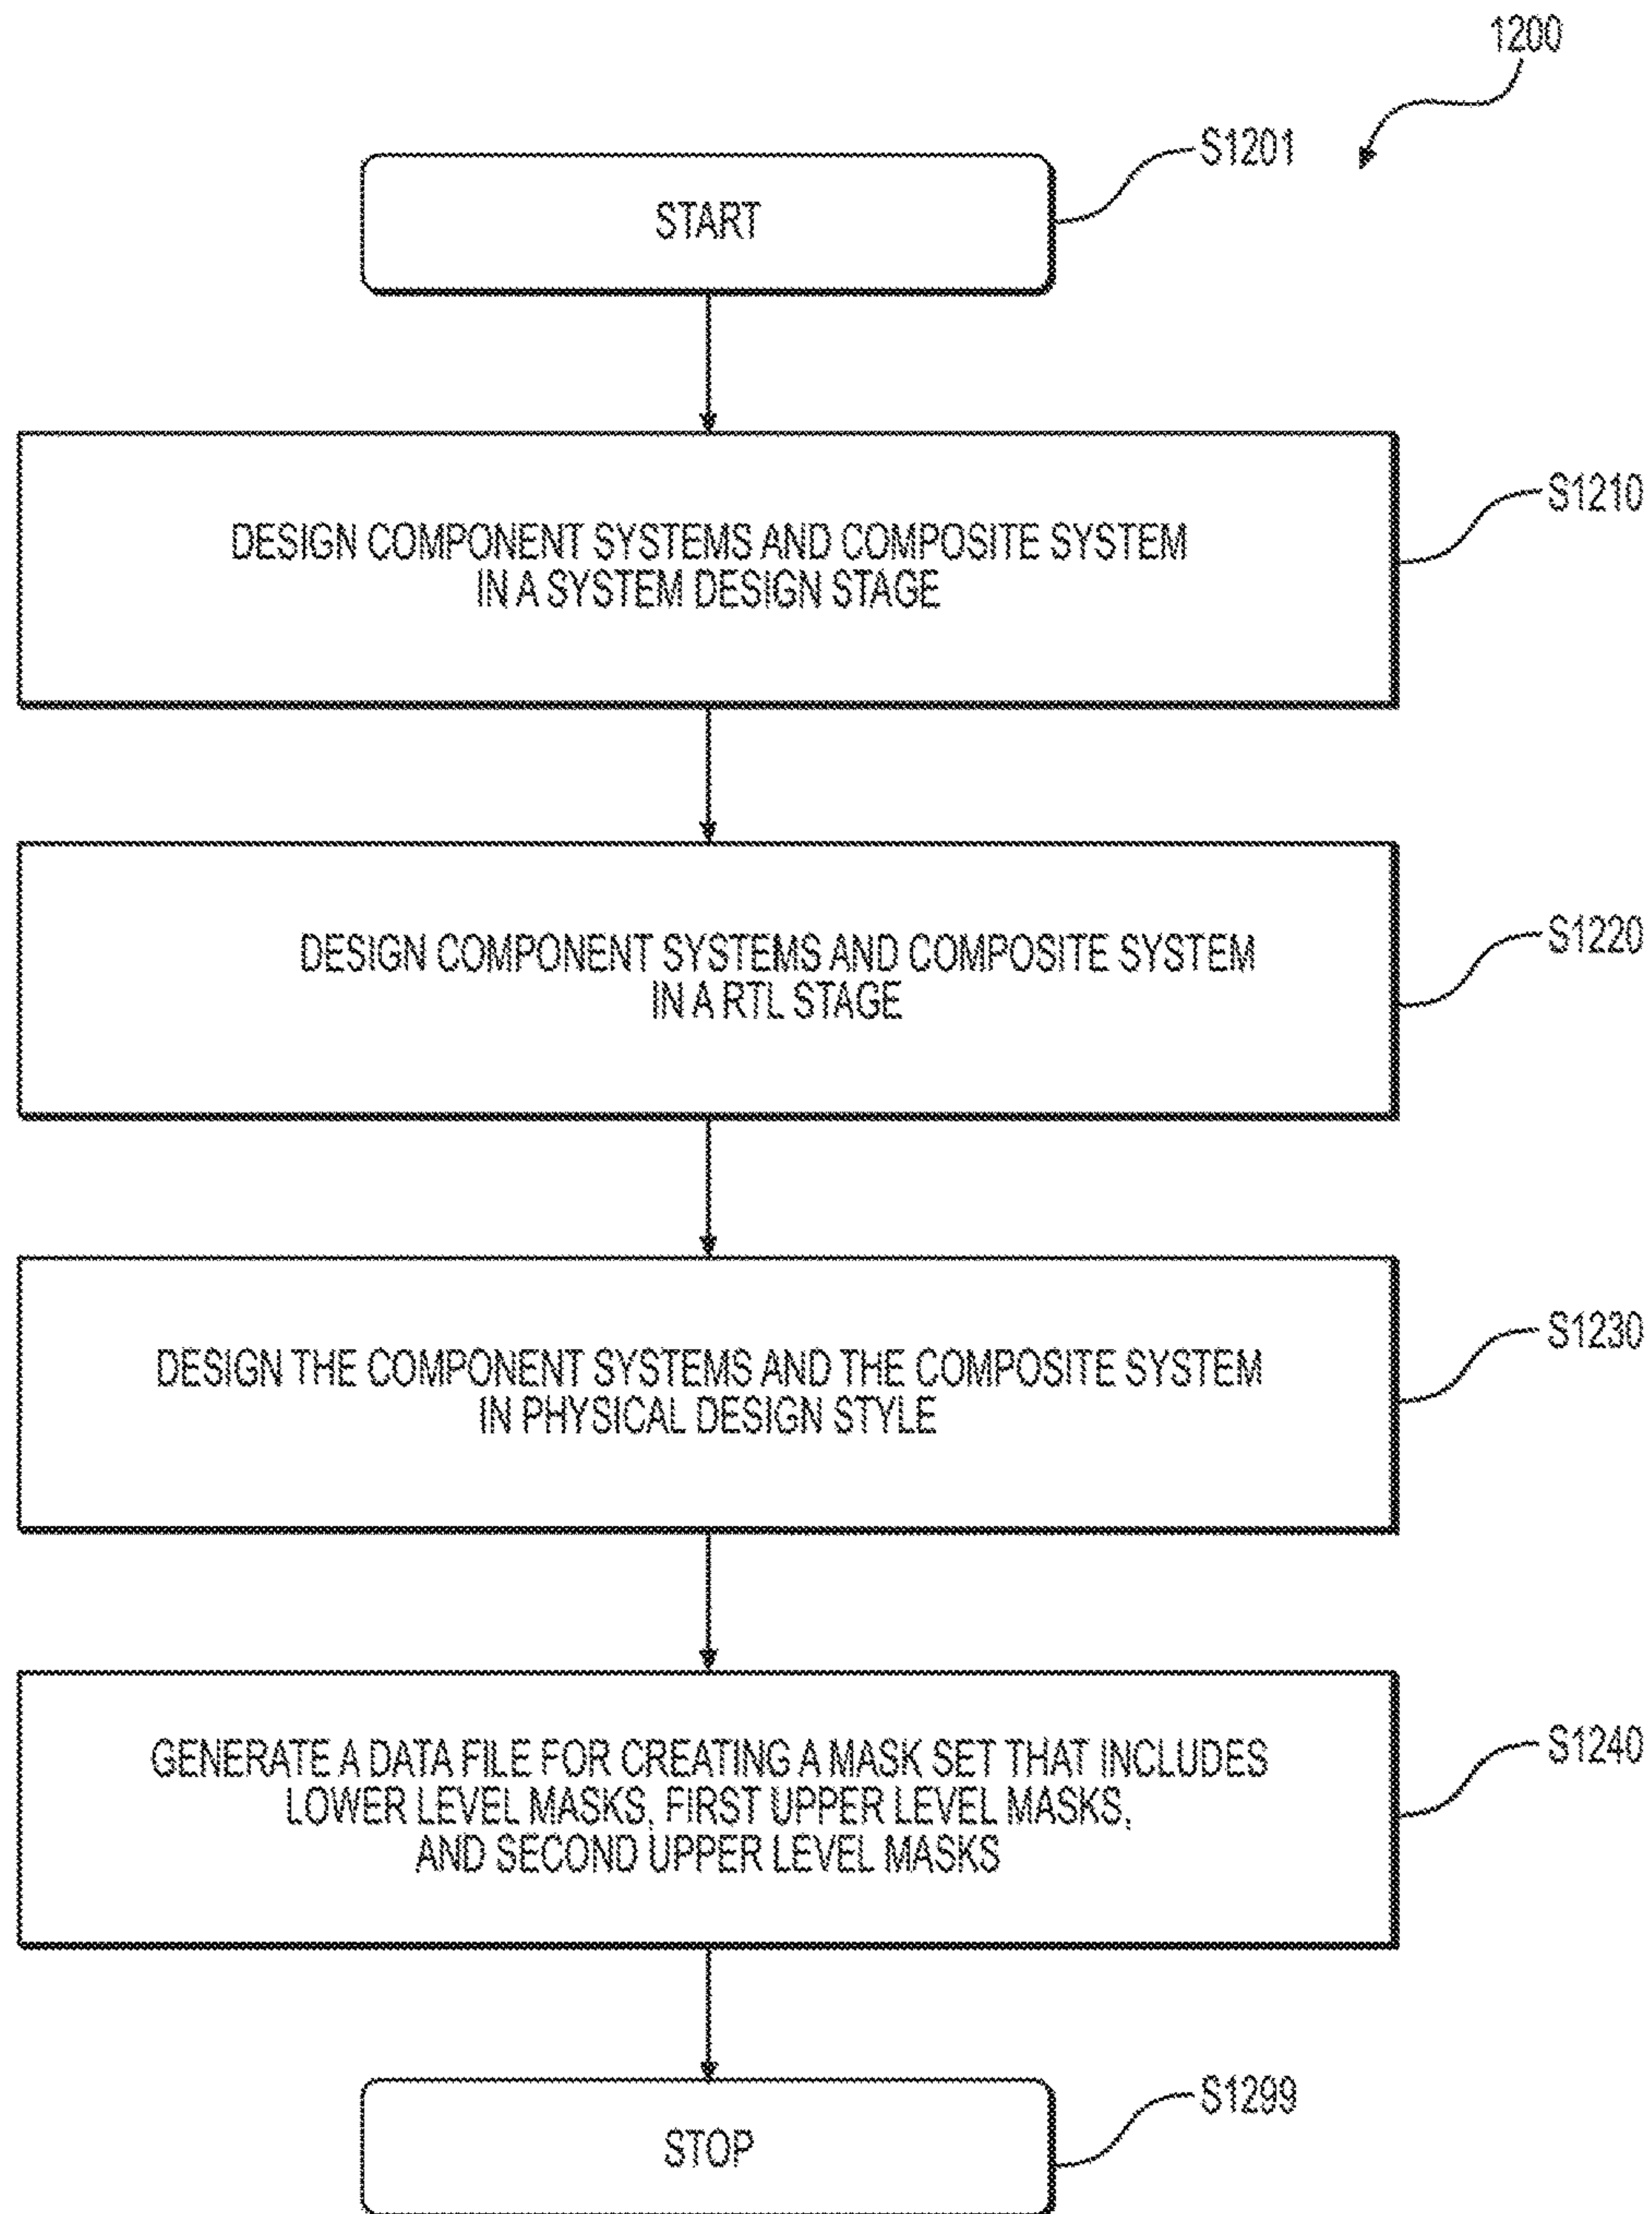 1200
S1201
START
S1210
DESIGN COMPONENT SYSTEMS AND COMPOSITE SYSTEM
IN A SYSTEM DESIGN STAGE
S1220
DESIGN COMPONENT SYSTEMS AND COMPOSITE SYSTEM
IN A RTL STAGE
S1230
DESIGN THE COMPONENT SYSTEMS AND THE COMPOSITE SYSTEM
IN PHYSICAL DESIGN STYLE
S1240
GENERATE A DATA FILE FOR CREATING A MASK SET THAT INCLUDES
LOWER LEVEL MASKS, FIRST UPPER LEVEL MASKS,
AND SECOND UPPER LEVEL MASKS
S1299
STOP